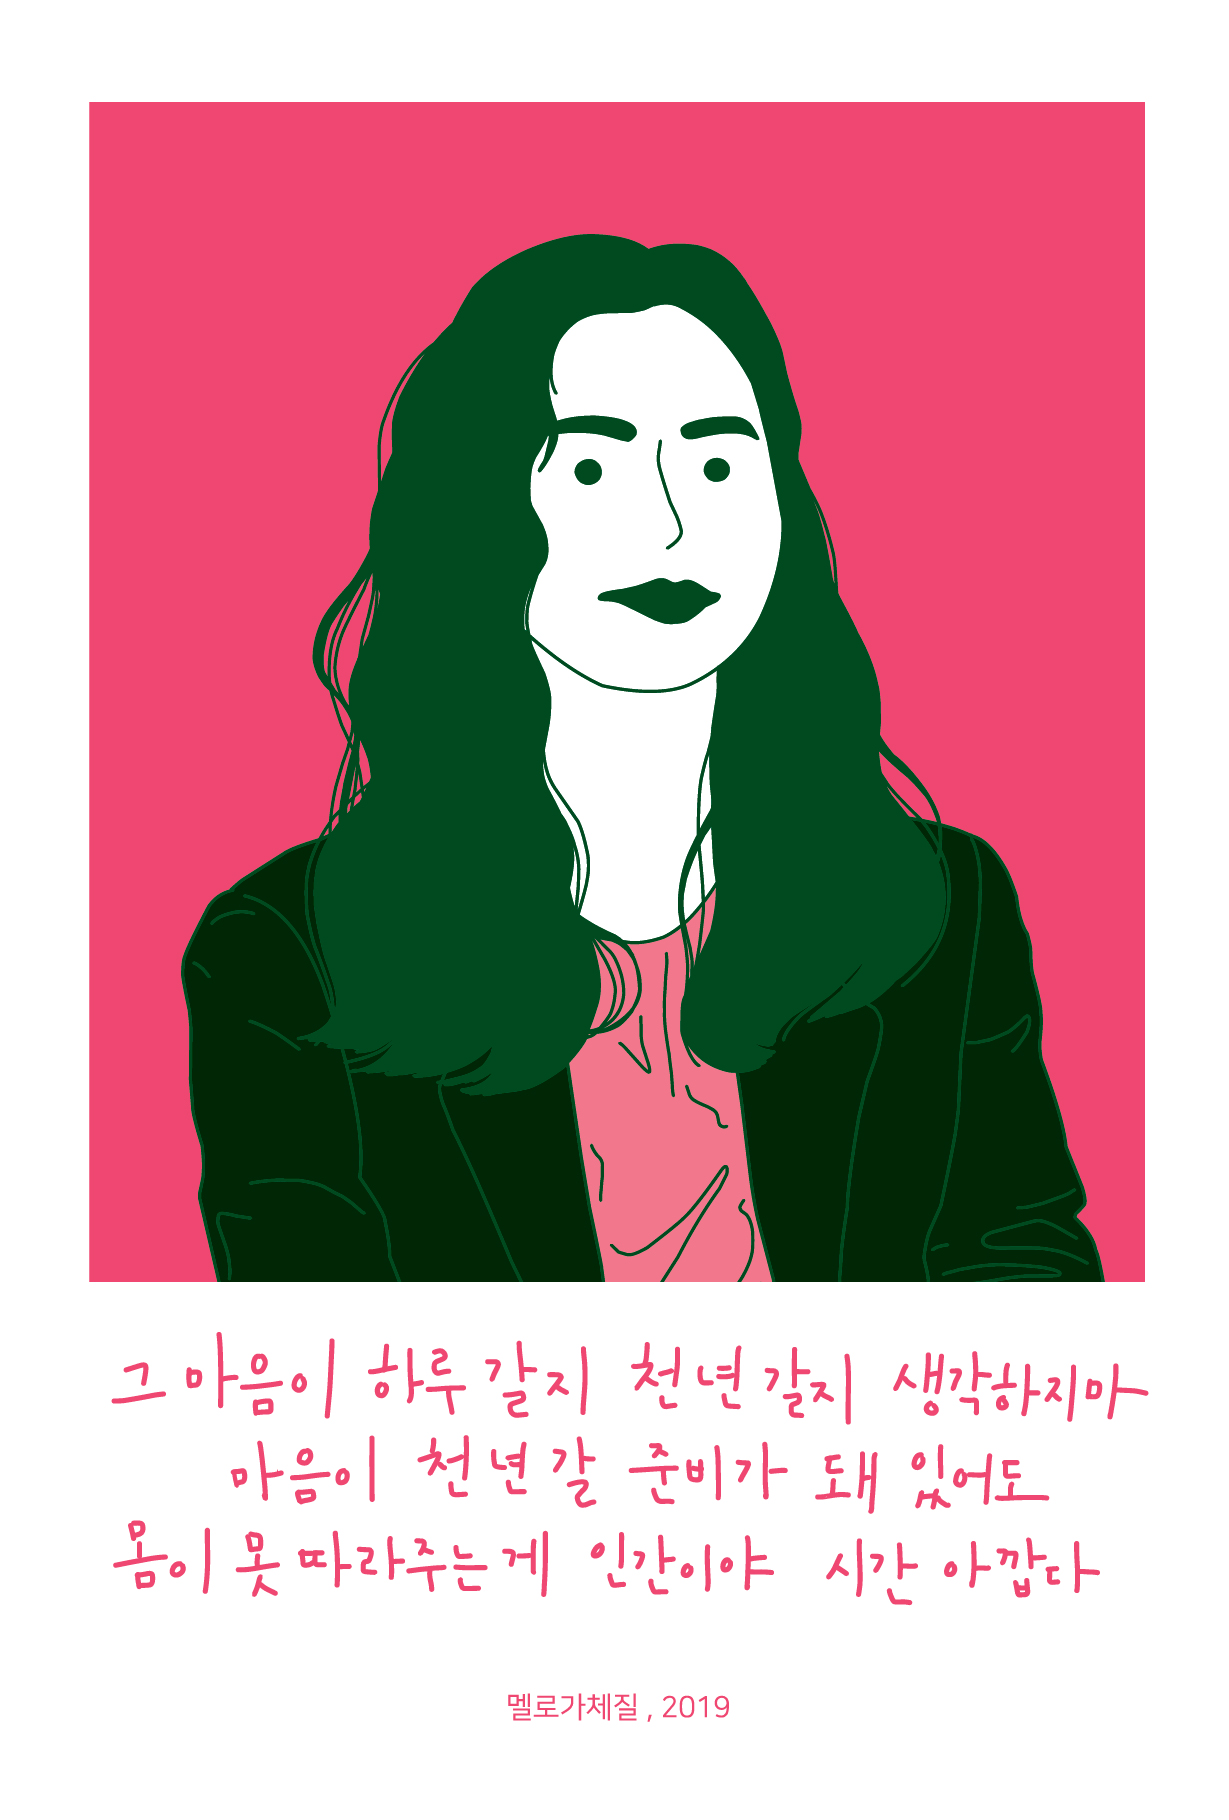 그 마음이 하루 갈지 천년 갈지 생각하지마
마음이 천년 갈 준비가 돼 있어도
몸이 못 따라주는게 인간이야 시간 아깝다
멜로가체질 , 2019